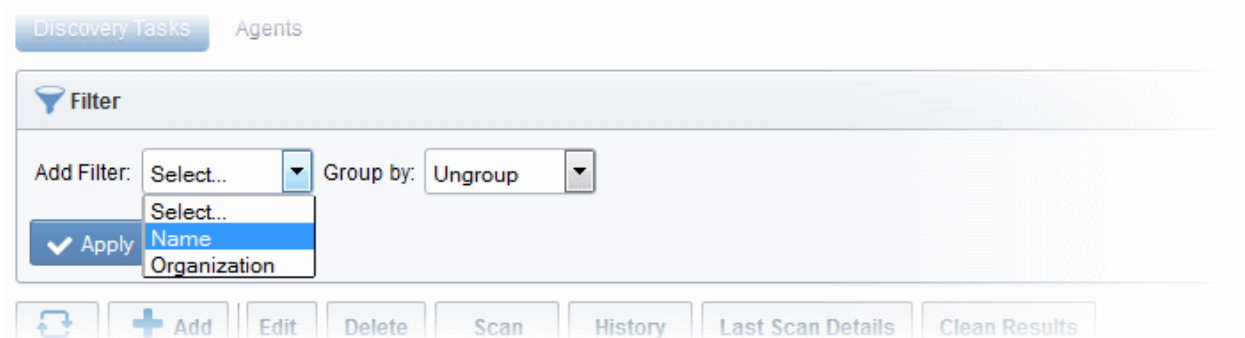 Discovery Tasks Agents
Filter
Add Filter: Select... Group by: Ungroup
Select...
Apply Name
Organization
Add Edit Delete Scan History Last Scan Details Clean Results